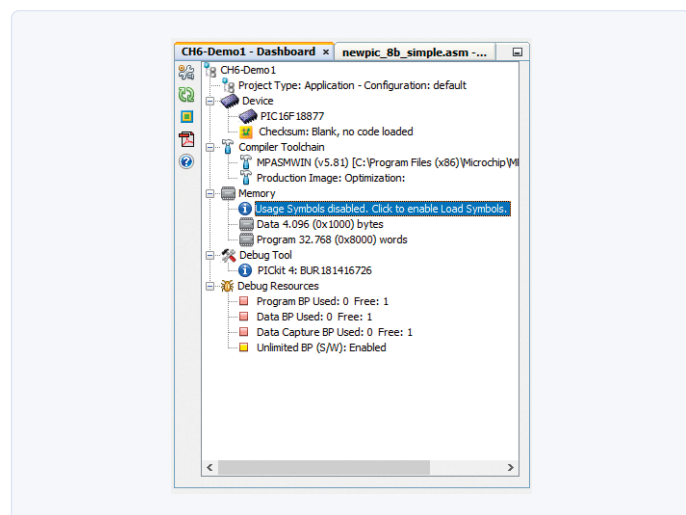 CH6-Demo1 - Dashboard × newpic_8b_simple.asm -...
CH6-Demo1
Project Type: Application - Configuration: default
Device
PIC16F18877
Checksum: Blank, no code loaded
Compiler Toolchain
MPASMWIN (v5.81) [C:\Program Files (x86)\Microchip\MI
Production Image: Optimization:
Memory
Usage Symbols disabled. Click to enable Load Symbols.
Data 4.096 (0x1000) bytes
Program 32.768 (0x8000) words
Debug Tool
PICkit 4: BUR181416726
Debug Resources
Program BP Used: 0 Free: 1
Data BP Used: 0 Free: 1
Data Capture BP Used: 0 Free: 1
Unlimited BP (S/W): Enabled